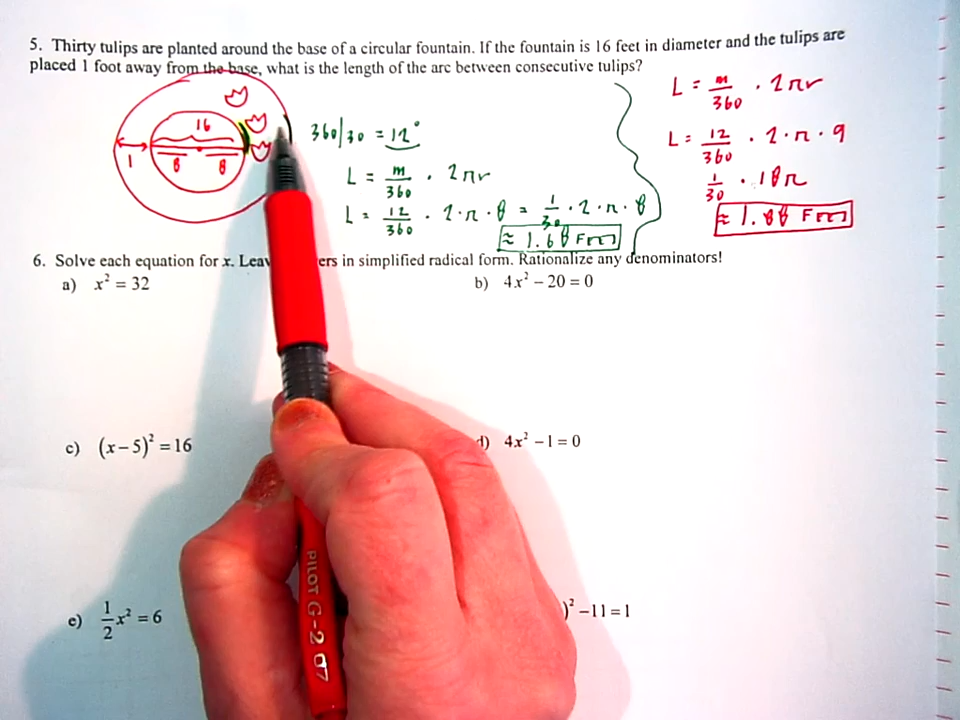 5. Thirty tulips are planted around the base of a circular fountain. If the fountain is 16 feet in diameter and the tulips are
placed 1 foot away from the base, what is the length of the arc between consecutive tulips?
16
1
8 8
360/30 = 12°
L = m/360 · 2πr
L = 12/360 · 2·π·8 = 1/30 · 2·π·8
≈ 1.68 FEET
L = m/360 · 2πr
L = 12/360 · 2·π·9
1/30 · 18π
≈ 1.88 FEET
6. Solve each equation for x. ers in simplified radical form. Rationalize any denominators!
a) x² = 32
b) 4x² − 20 = 0
c) (x − 5)² = 16
d) 4x² − 1 = 0
e) 1/2 x² = 6
)² − 11 = 1
PILOT G-2 07